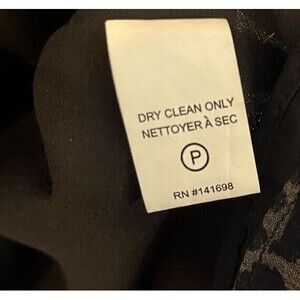 DRY CLEAN ONLY
NETTOYER À SEC
P
RN #141698